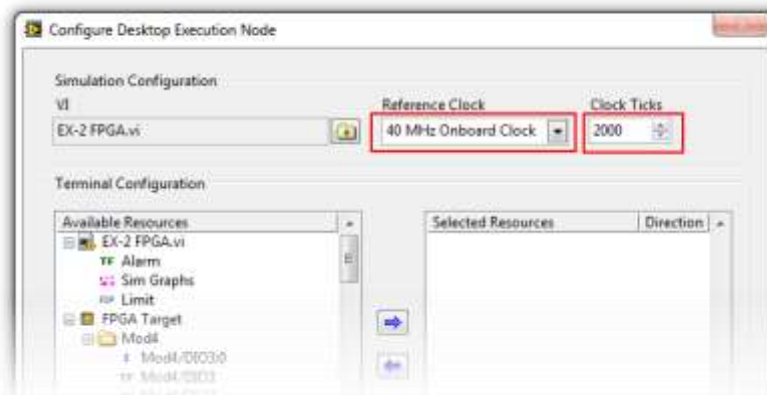 Configure Desktop Execution Node
Simulation Configuration
VI
Reference Clock
Clock Ticks
EX-2 FPGA.vi
40 MHz Onboard Clock
2000
Terminal Configuration
Available Resources
Selected Resources
Direction
EX-2 FPGA.vi
TF Alarm
Sim Graphs
Limit
FPGA Target
Mod4
Mod4/DIO3:0
TF Mod4/DIO3